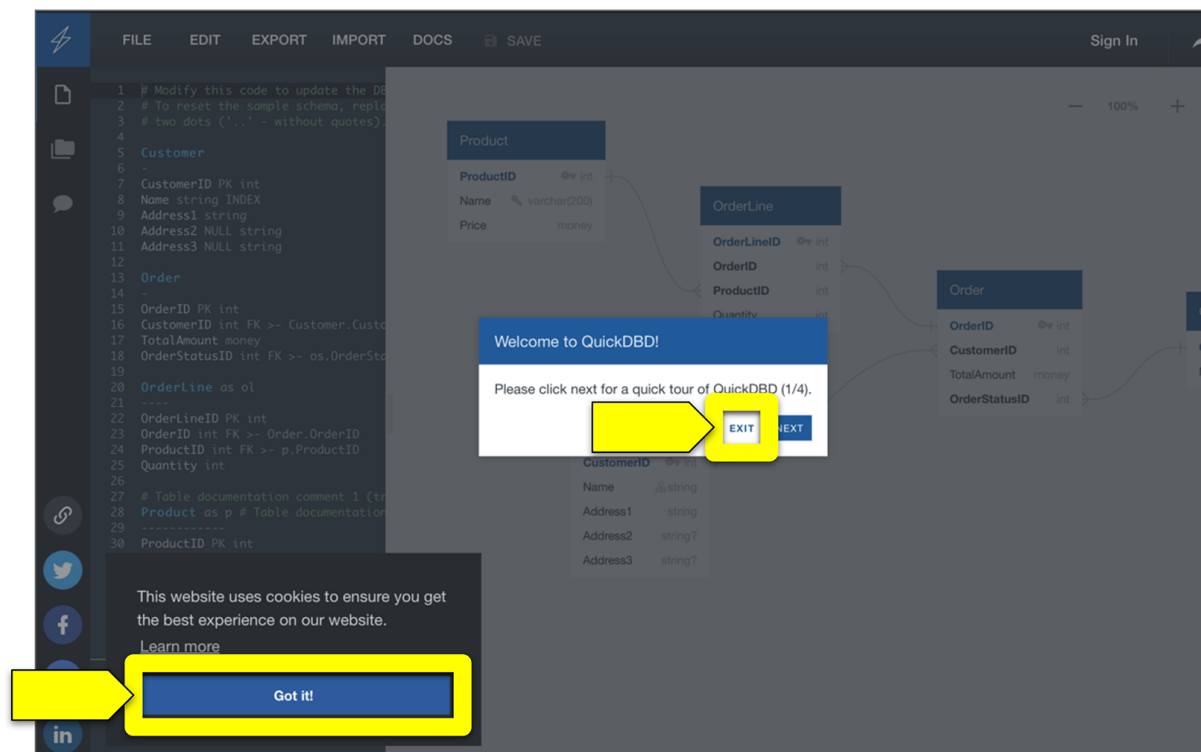 FILE EDIT EXPORT IMPORT DOCS SAVE Sign In
1 # Modify this code to update the DB
2 # To reset the sample schema, repla
3 # two dots ('..' - without quotes).
4
5 Customer
6 -
7 CustomerID PK int
8 Name string INDEX
9 Address1 string
10 Address2 NULL string
11 Address3 NULL string
12
13 Order
14 -
15 OrderID PK int
16 CustomerID int FK >- Customer.Custo
17 TotalAmount money
18 OrderStatusID int FK >- os.OrderSta
19
20 OrderLine as ol
21 ----
22 OrderLineID PK int
23 OrderID int FK >- Order.OrderID
24 ProductID int FK >- p.ProductID
25 Quantity int
26
27 # Table documentation comment 1 (tr
28 Product as p # Table documentation
29 ------------
30 ProductID PK int
100%
Product
ProductID int
Name varchar(200)
Price money
OrderLine
OrderLineID int
OrderID int
ProductID int
Quantity int
Order
OrderID int
CustomerID int
TotalAmount money
OrderStatusID int
Welcome to QuickDBD!
Please click next for a quick tour of QuickDBD (1/4).
EXIT NEXT
CustomerID int
Name string
Address1 string
Address2 string?
Address3 string?
This website uses cookies to ensure you get
the best experience on our website.
Learn more
Got it!
in